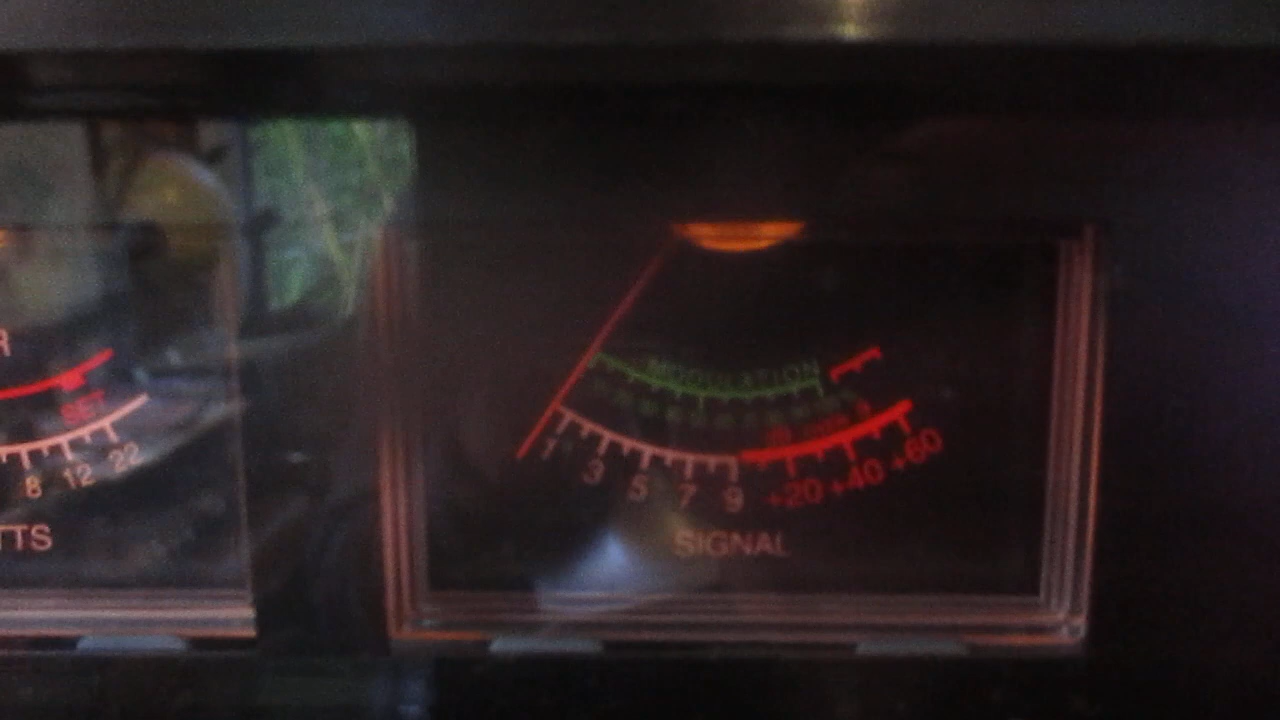 SET
8 12 22
TTS
MODULATION
1 3 5 7 9 +20 +40 +60
SIGNAL